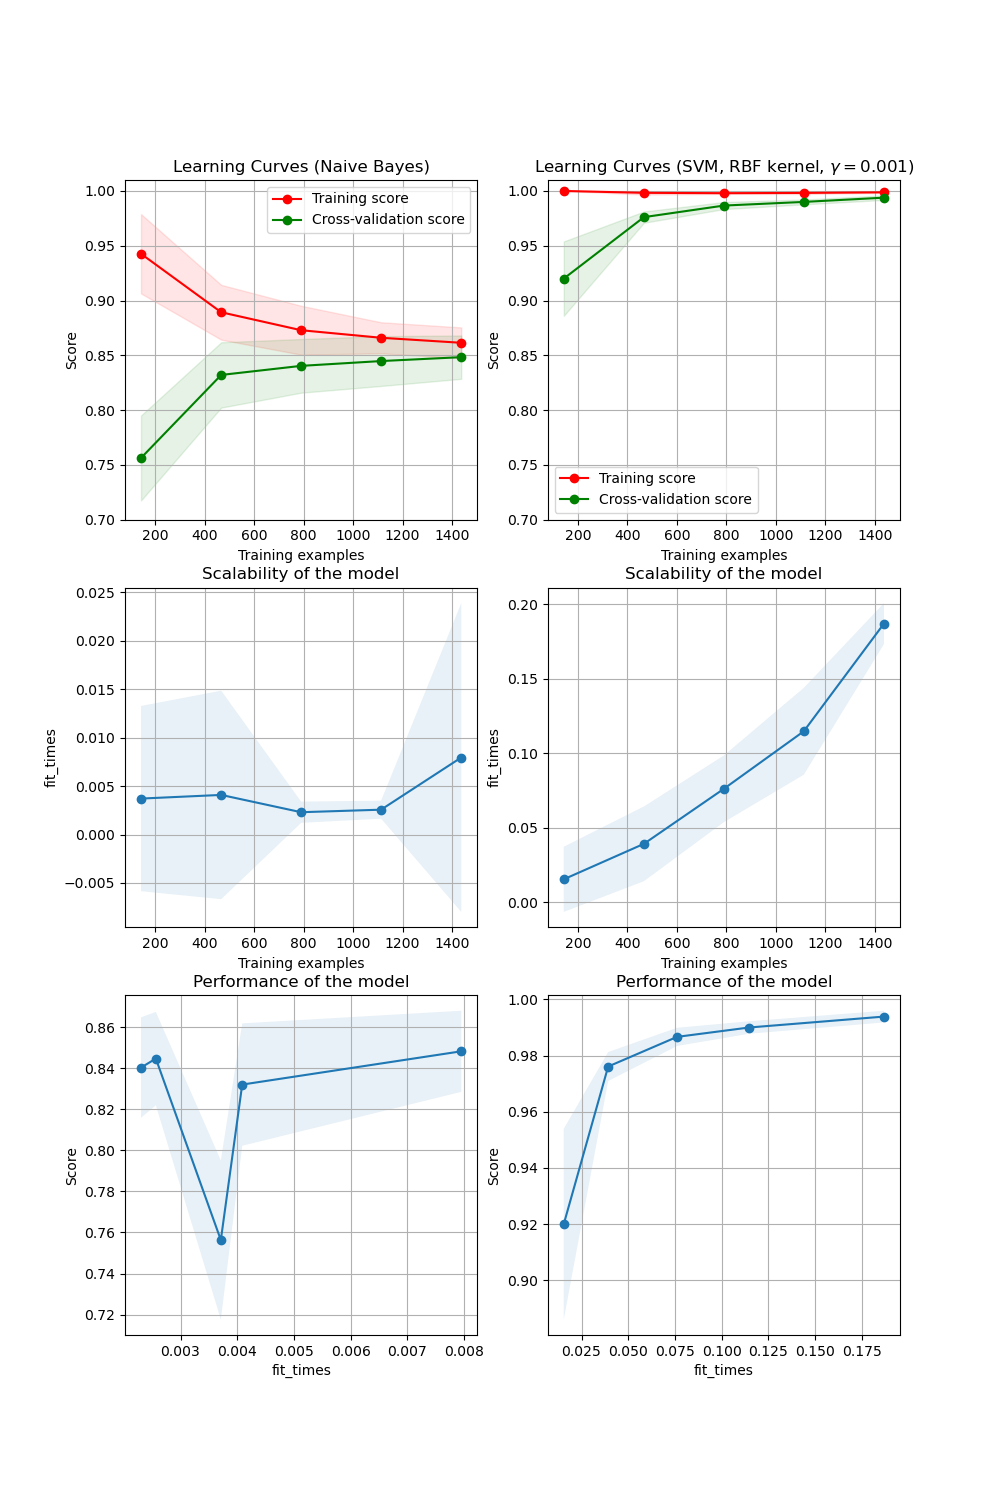 Learning Curves (Naive Bayes)
1.00
0.95
0.90
0.85
0.80
0.75
0.70
Score
Training score
Cross-validation score
200 400 600 800 1000 1200 1400
Training examples
Learning Curves (SVM, RBF kernel, γ = 0.001)
1.00
0.95
0.90
0.85
0.80
0.75
0.70
Score
Training score
Cross-validation score
200 400 600 800 1000 1200 1400
Training examples
Scalability of the model
0.025
0.020
0.015
0.010
0.005
0.000
−0.005
fit_times
200 400 600 800 1000 1200 1400
Training examples
Scalability of the model
0.20
0.15
0.10
0.05
0.00
fit_times
200 400 600 800 1000 1200 1400
Training examples
Performance of the model
0.86
0.84
0.82
0.80
0.78
0.76
0.74
0.72
Score
0.003 0.004 0.005 0.006 0.007 0.008
fit_times
Performance of the model
1.00
0.98
0.96
0.94
0.92
0.90
Score
0.025 0.050 0.075 0.100 0.125 0.150 0.175
fit_times